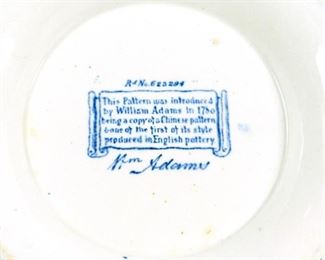 Rd No. 623294
This Pattern was introduced
by William Adams in 1780
being a copy of a Chinese pattern
& one of the first of its style
produced in English pottery
Wm Adams